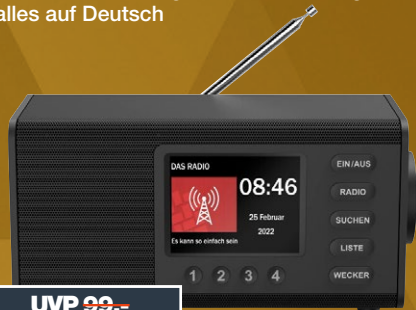 alles auf Deutsch
DAS RADIO
08:46
25 Februar
2022
Es kann so einfach sein
EIN/AUS
RADIO
SUCHEN
LISTE
WECKER
1 2 3 4
UVP 99.-